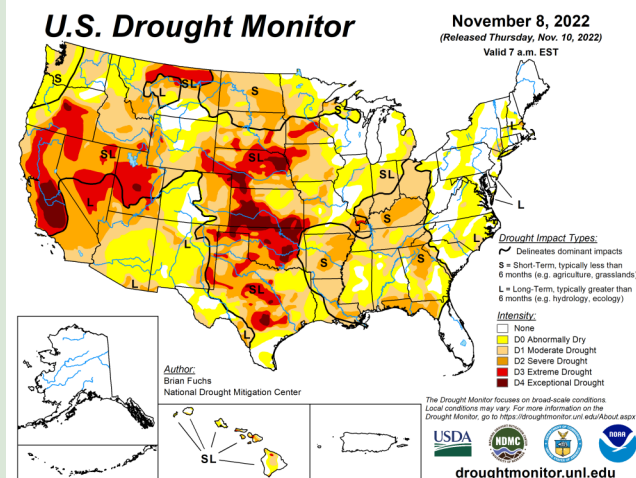 U.S. Drought Monitor
November 8, 2022
(Released Thursday, Nov. 10, 2022)
Valid 7 a.m. EST
S
L
SL
S
S
L
SL
SL
L
SL
S
L
L
S
S
L
SL
L
L
Drought Impact Types:
Delineates dominant impacts
S = Short-Term, typically less than
6 months (e.g. agriculture, grasslands)
L = Long-Term, typically greater than
6 months (e.g. hydrology, ecology)
Intensity:
None
D0 Abnormally Dry
D1 Moderate Drought
D2 Severe Drought
D3 Extreme Drought
D4 Exceptional Drought
Author:
Brian Fuchs
National Drought Mitigation Center
SL
The Drought Monitor focuses on broad-scale conditions.
Local conditions may vary. For more information on the
Drought Monitor, go to https://droughtmonitor.unl.edu/About.aspx
USDA
NDMC
NOAA
droughtmonitor.unl.edu